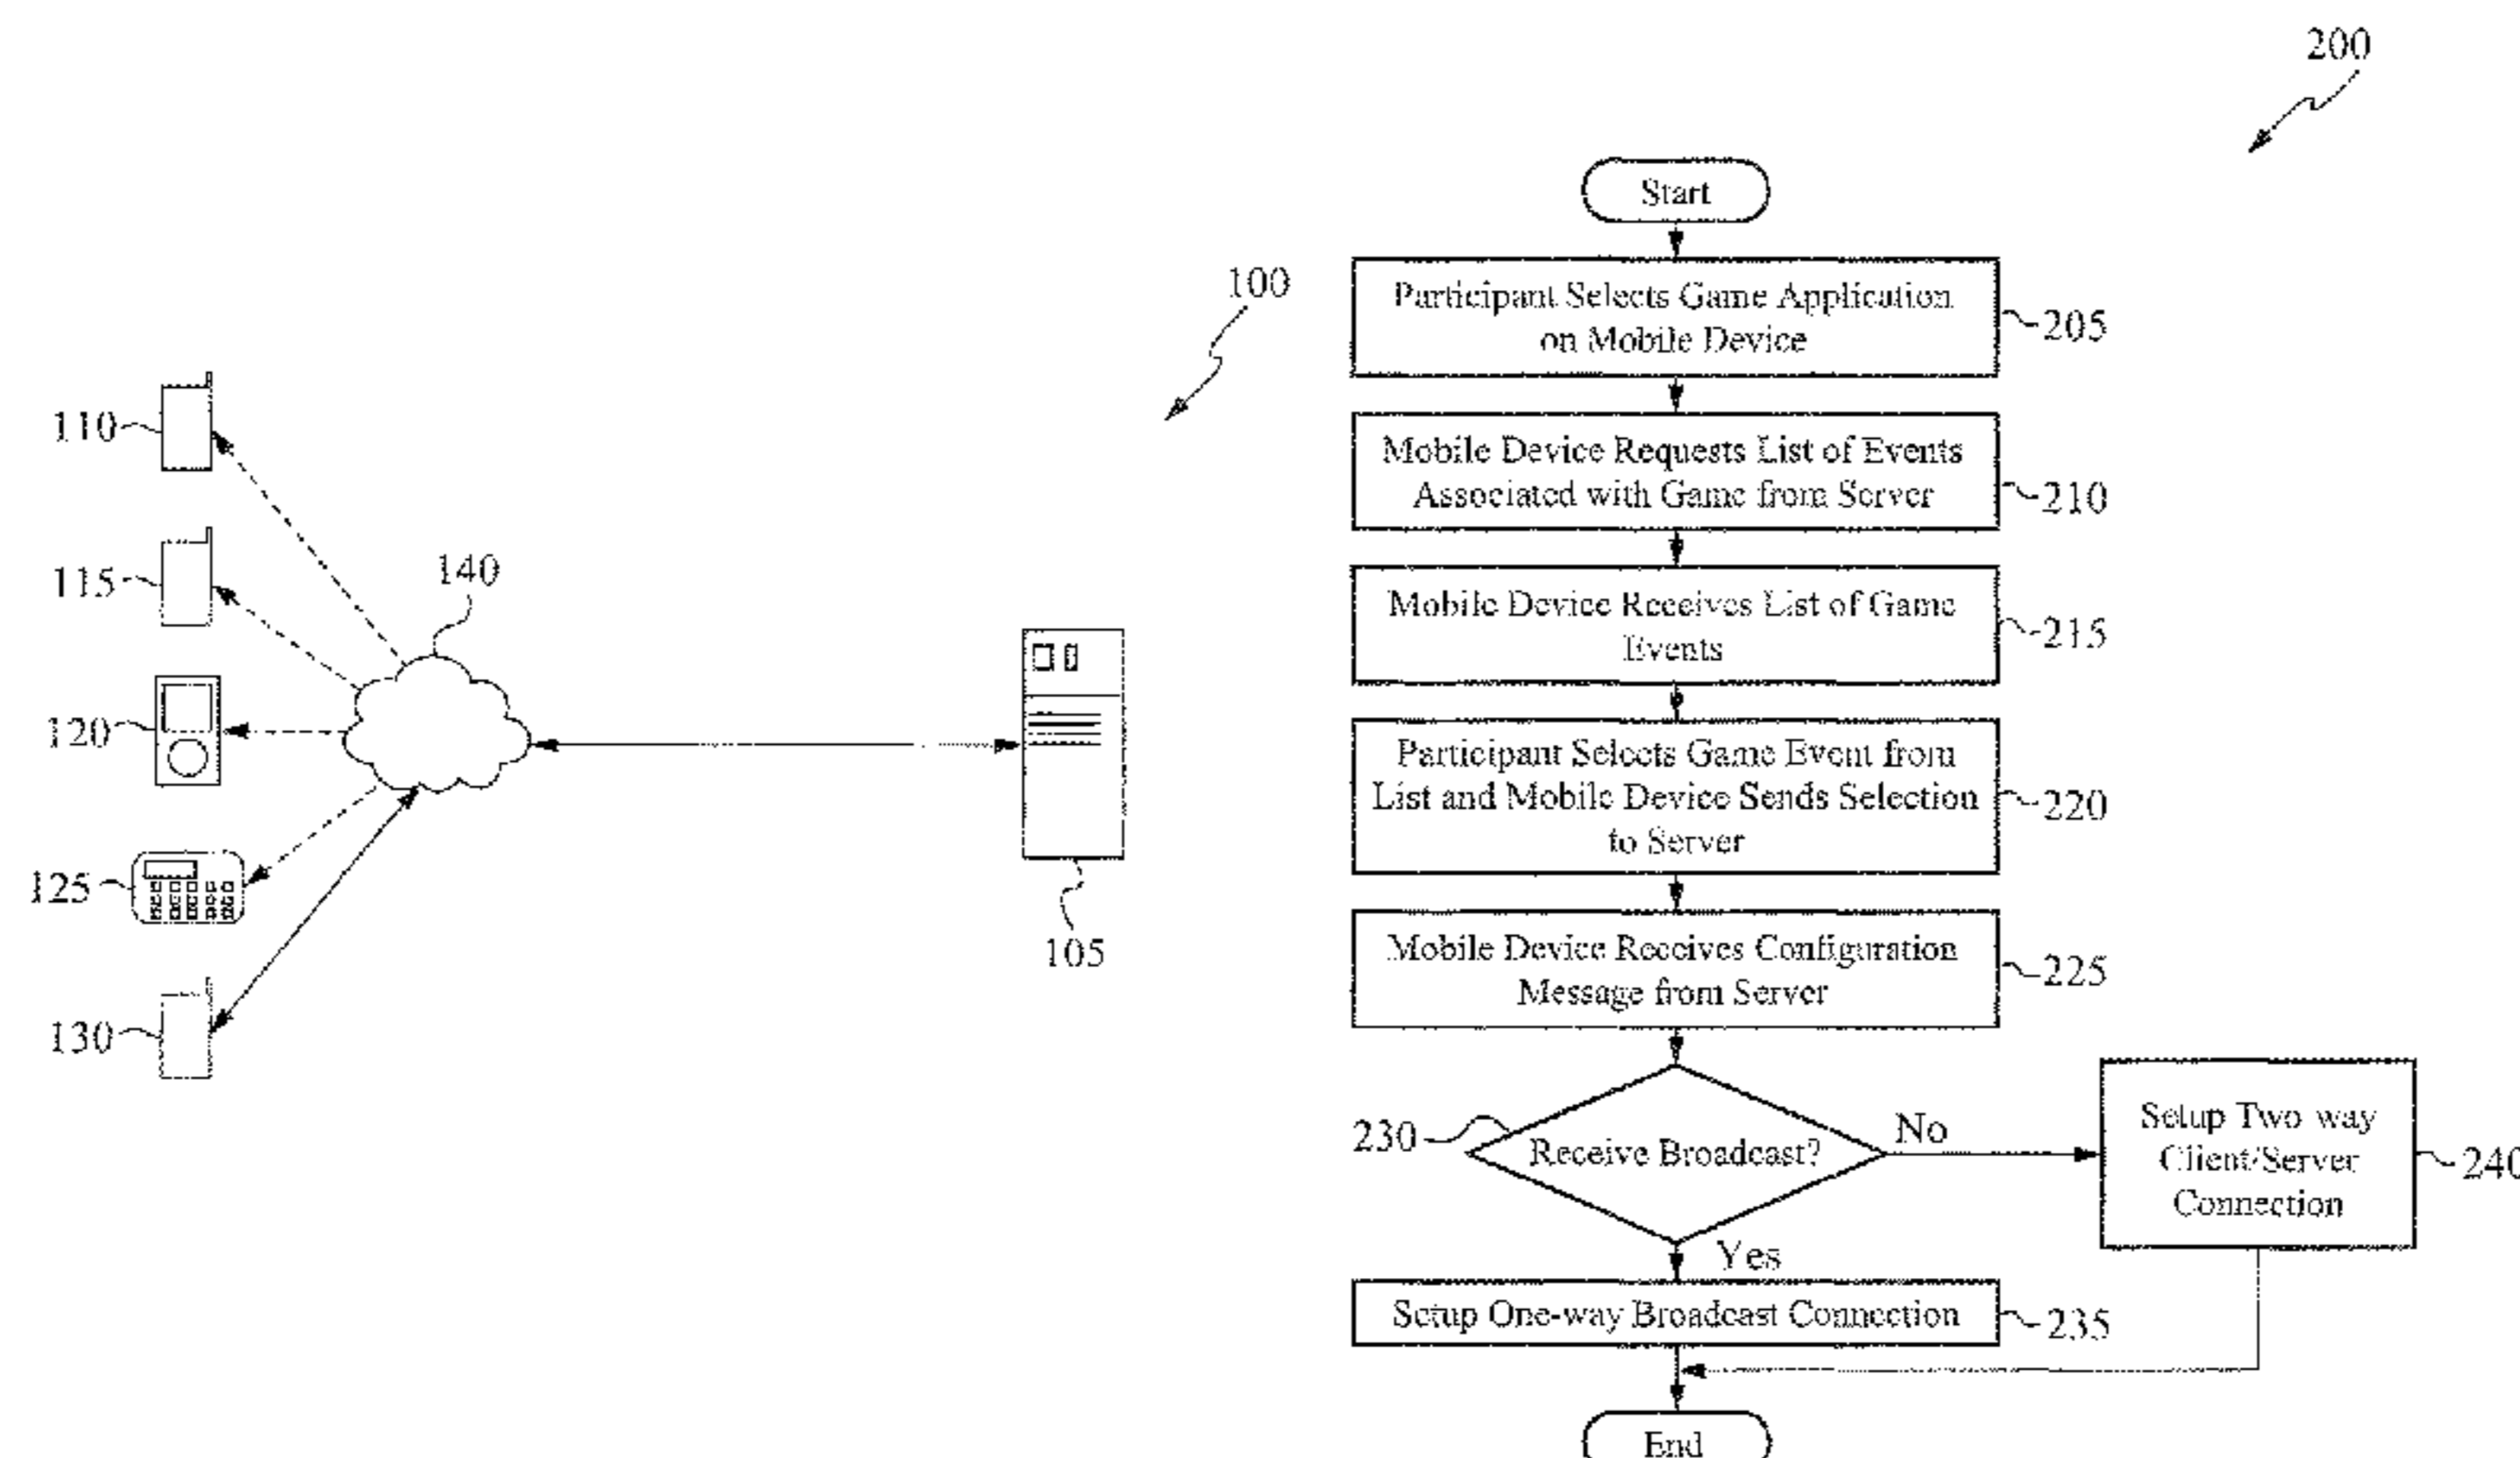 100
110
115
140
120
125
105
130
200
Start
Participant Selects Game Application
on Mobile Device
205
Mobile Device Requests List of Events
Associated with Game from Server
210
Mobile Device Receives List of Game
Events
215
Participant Selects Game Event from
List and Mobile Device Sends Selection
to Server
220
Mobile Device Receives Configuration
Message from Server
225
230
Receive Broadcast?
No
Setup Two way
Client/Server
Connection
240
Yes
Setup One-way Broadcast Connection
235
End